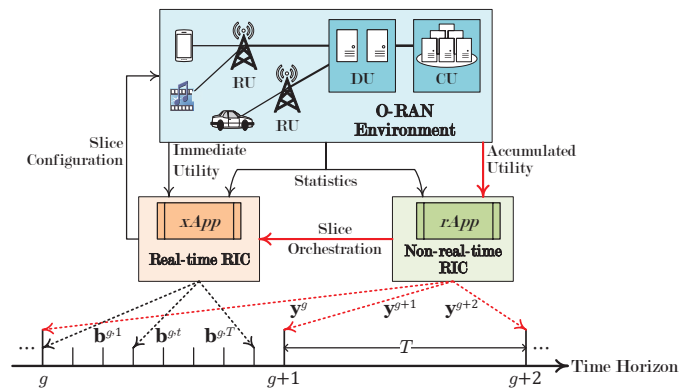 RU
DU
CU
RU
O-RAN
Environment
Slice
Configuration
Immediate
Utility
Statistics
Accumulated
Utility
xApp
Real-time RIC
Slice
Orchestration
rApp
Non-real-time
RIC
y^g
y^{g+1}
y^{g+2}
... b^{g,1} b^{g,t} b^{g,T} T ...
g g+1 g+2 Time Horizon